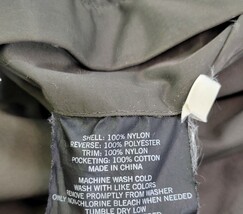 SHELL: 100% NYLON
REVERSE: 100% POLYESTER
TRIM: 100% NYLON
POCKETING: 100% COTTON
MADE IN CHINA
MACHINE WASH COLD
WASH WITH LIKE COLORS
REMOVE PROMPTLY FROM WASHER
ONLY NON-CHLORINE BLEACH WHEN NEEDED
TUMBLE DRY LOW